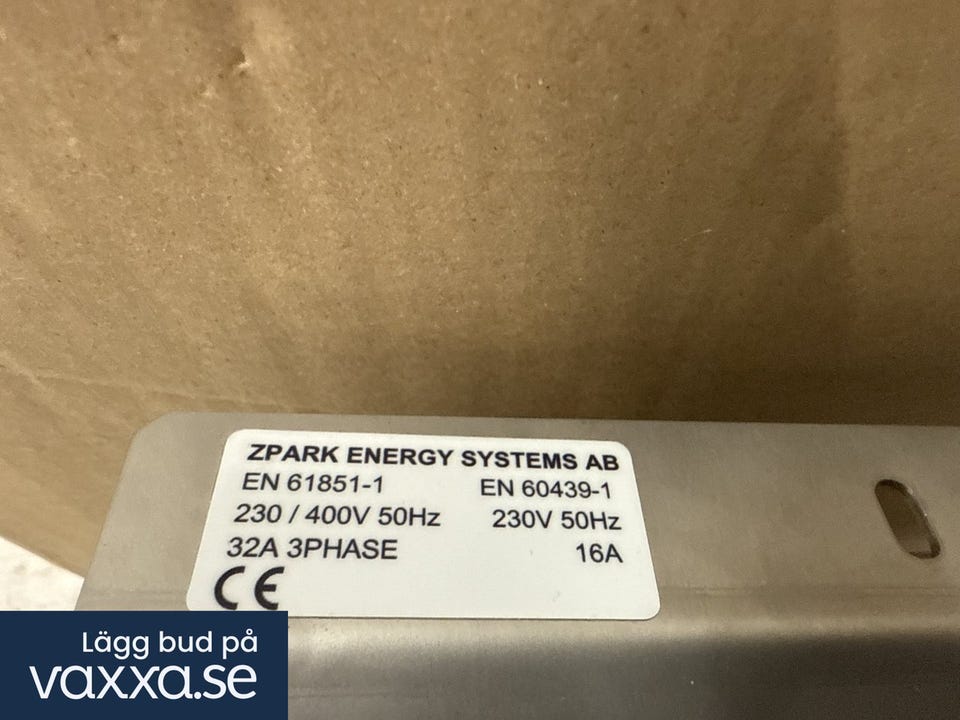 ZPARK ENERGY SYSTEMS AB
EN 61851-1 EN 60439-1
230 / 400V 50Hz 230V 50Hz
32A 3PHASE 16A
CE
Lägg bud på
vaxxa.se